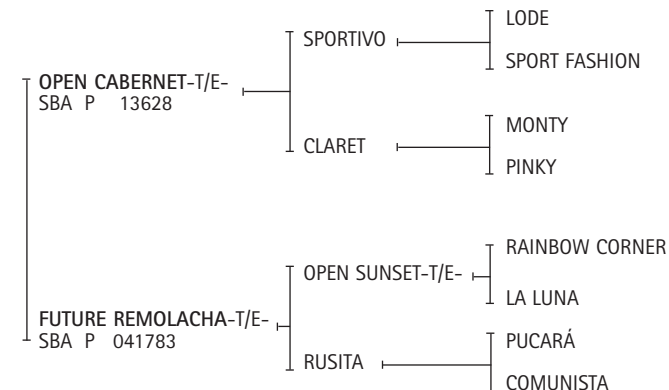 LODE
SPORTIVO
SPORT FASHION
OPEN CABERNET-T/E-
SBA P 13628
MONTY
CLARET
PINKY
RAINBOW CORNER
OPEN SUNSET-T/E-
LA LUNA
FUTURE REMOLACHA-T/E-
SBA P 041783
PUCARÁ
RUSITA
COMUNISTA